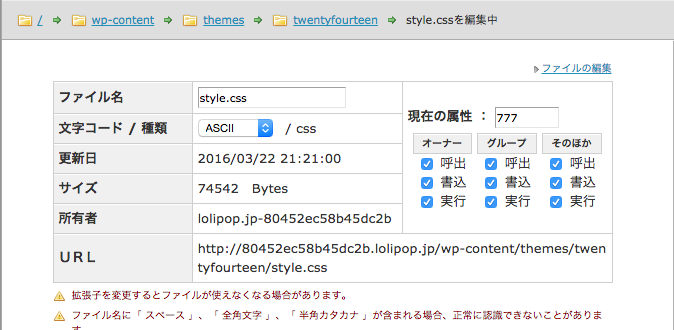 / wp-content themes twentyfourteen style.cssを編集中
ファイルの編集
ファイル名 style.css
現在の属性 : 777
文字コード / 種類 ASCII / css
オーナー グループ そのほか
更新日 2016/03/22 21:21:00
呼出 呼出 呼出
サイズ 74542 Bytes
書込 書込 書込
所有者 lolipop.jp-80452ec58b45dc2b
実行 実行 実行
URL http://80452ec58b45dc2b.lolipop.jp/wp-content/themes/twen
tyfourteen/style.css
拡張子を変更するとファイルが使えなくなる場合があります。
ファイル名に「 スペース 」、「 全角文字 」、「 半角カタカナ 」が含まれる場合、正常に認識できないことがありま
す。